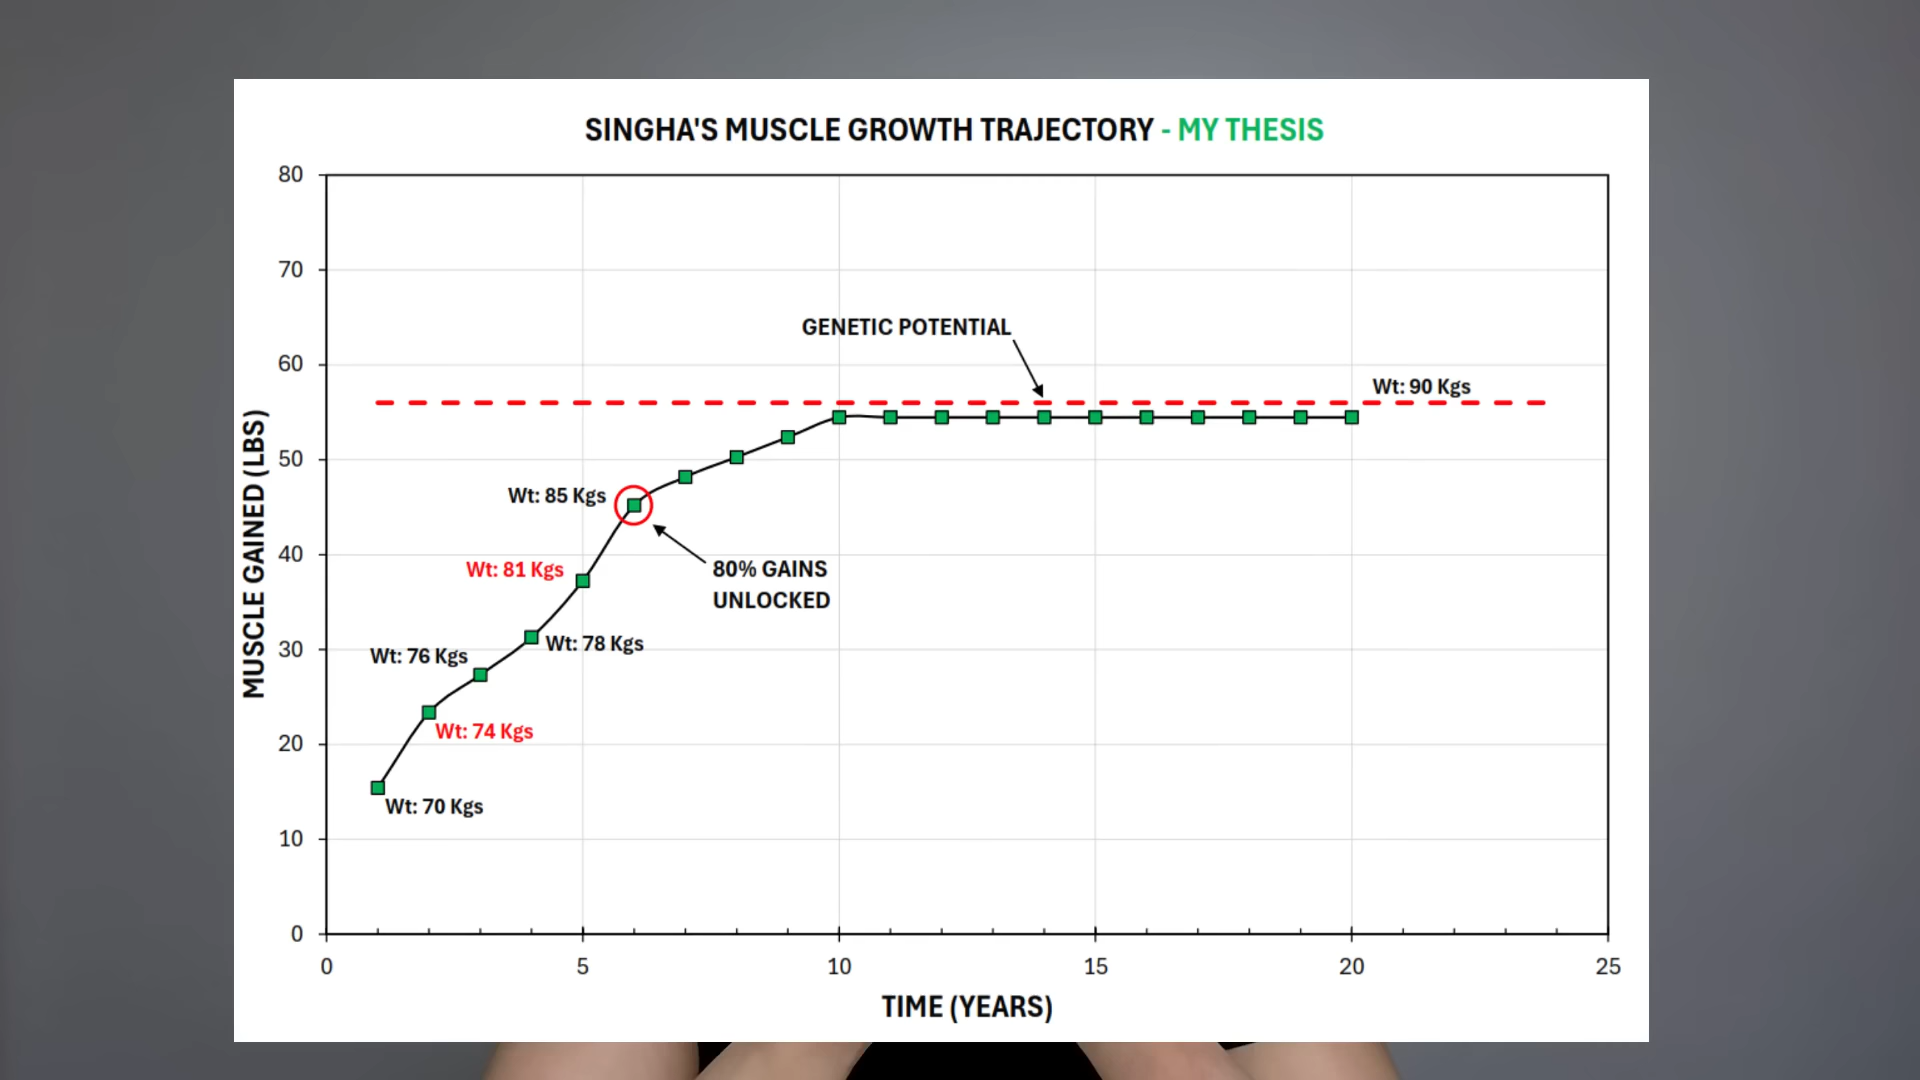 SINGHA'S MUSCLE GROWTH TRAJECTORY - MY THESIS
80
70
60
50
40
30
20
10
0
MUSCLE GAINED (LBS)
GENETIC POTENTIAL
Wt: 90 Kgs
Wt: 85 Kgs
80% GAINS
UNLOCKED
Wt: 81 Kgs
Wt: 78 Kgs
Wt: 76 Kgs
Wt: 74 Kgs
Wt: 70 Kgs
0 5 10 15 20 25
TIME (YEARS)